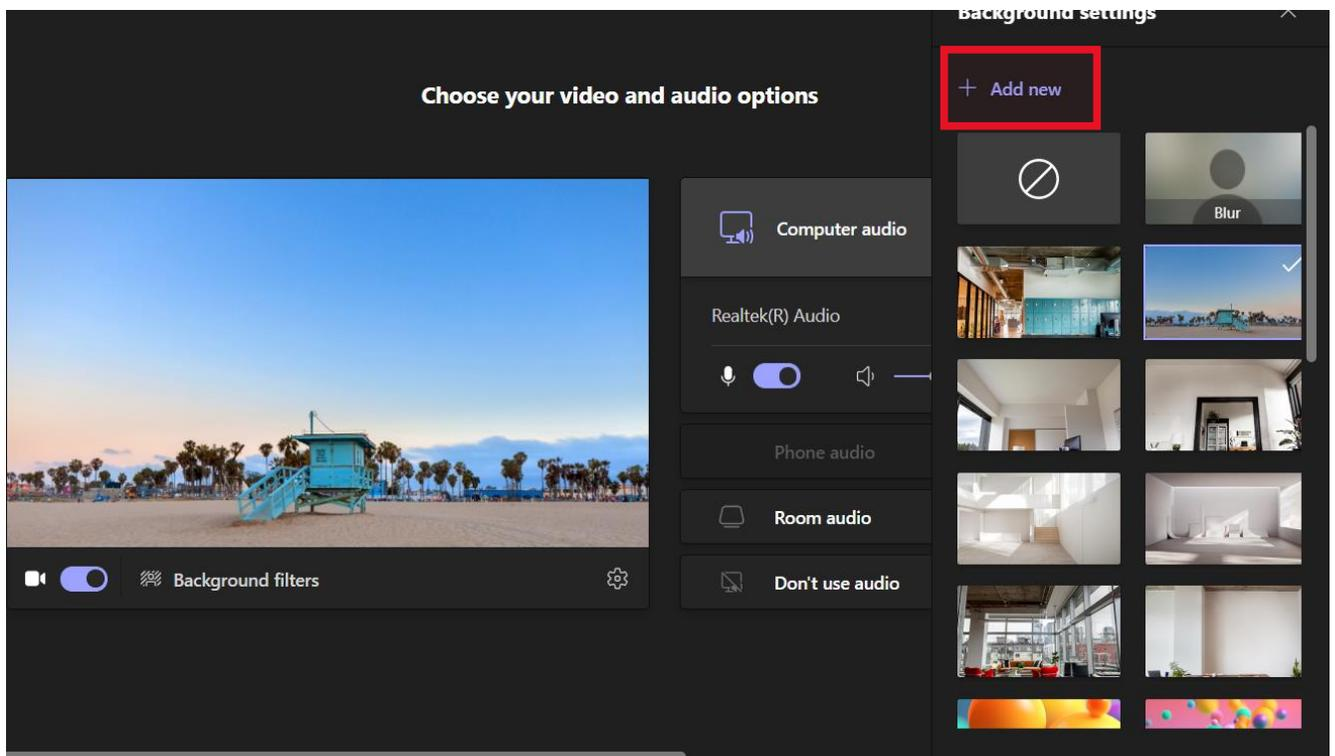 Background settings
+ Add new
Choose your video and audio options
Blur
Computer audio
Realtek(R) Audio
Phone audio
Room audio
Background filters
Don't use audio